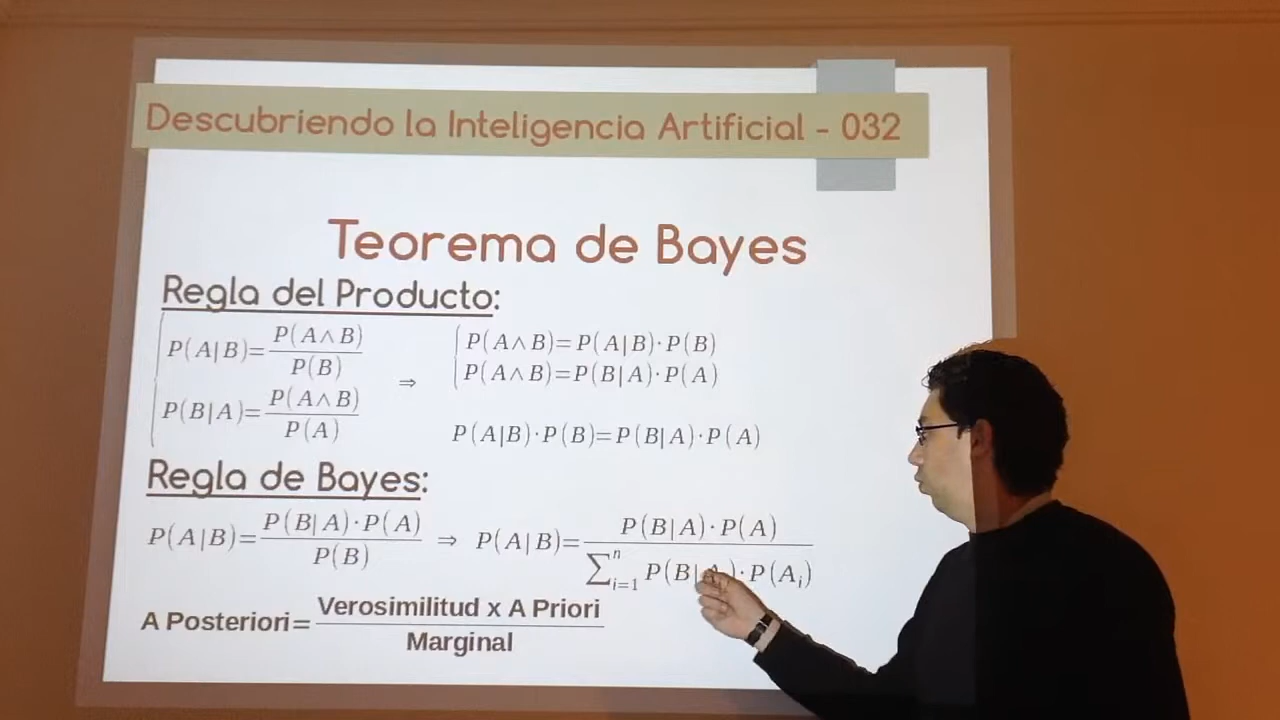 Descubriendo la Inteligencia Artificial - 032
Teorema de Bayes
Regla del Producto:
P(A|B)=P(A∧B)/P(B)
P(B|A)=P(A∧B)/P(A)
⇒
P(A∧B)=P(A|B)·P(B)
P(A∧B)=P(B|A)·P(A)
P(A|B)·P(B)=P(B|A)·P(A)
Regla de Bayes:
P(A|B)=P(B|A)·P(A)/P(B) ⇒ P(A|B)=P(B|A)·P(A)/∑ⁿᵢ₌₁ P(B| )·P(Aᵢ)
A Posteriori=Verosimilitud x A Priori/Marginal